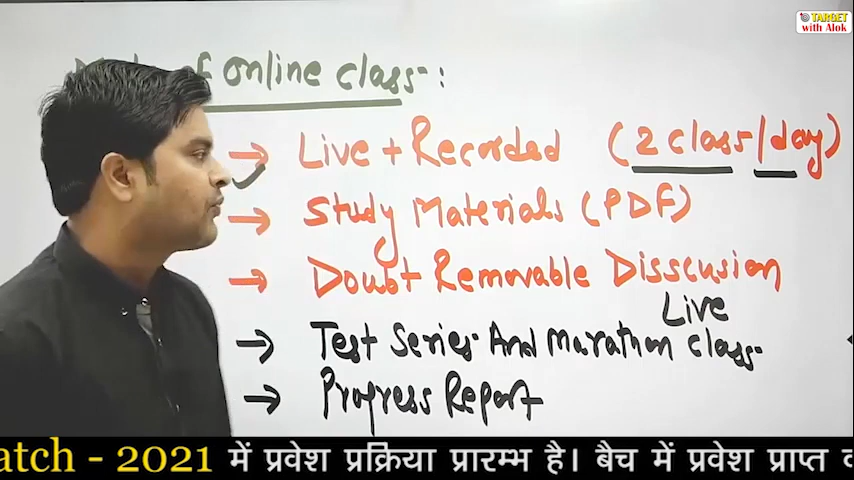 TARGET
with Alok
of online class:
→ Live + Recorded (2 class/day)
→ Study Materials (PDF)
→ Doubt Removable Disscusion
Live
→ Test Series And Marathon class
→ Progress Report
atch - 2021 में प्रवेश प्रक्रिया प्रारम्भ है। बैच में प्रवेश प्राप्त